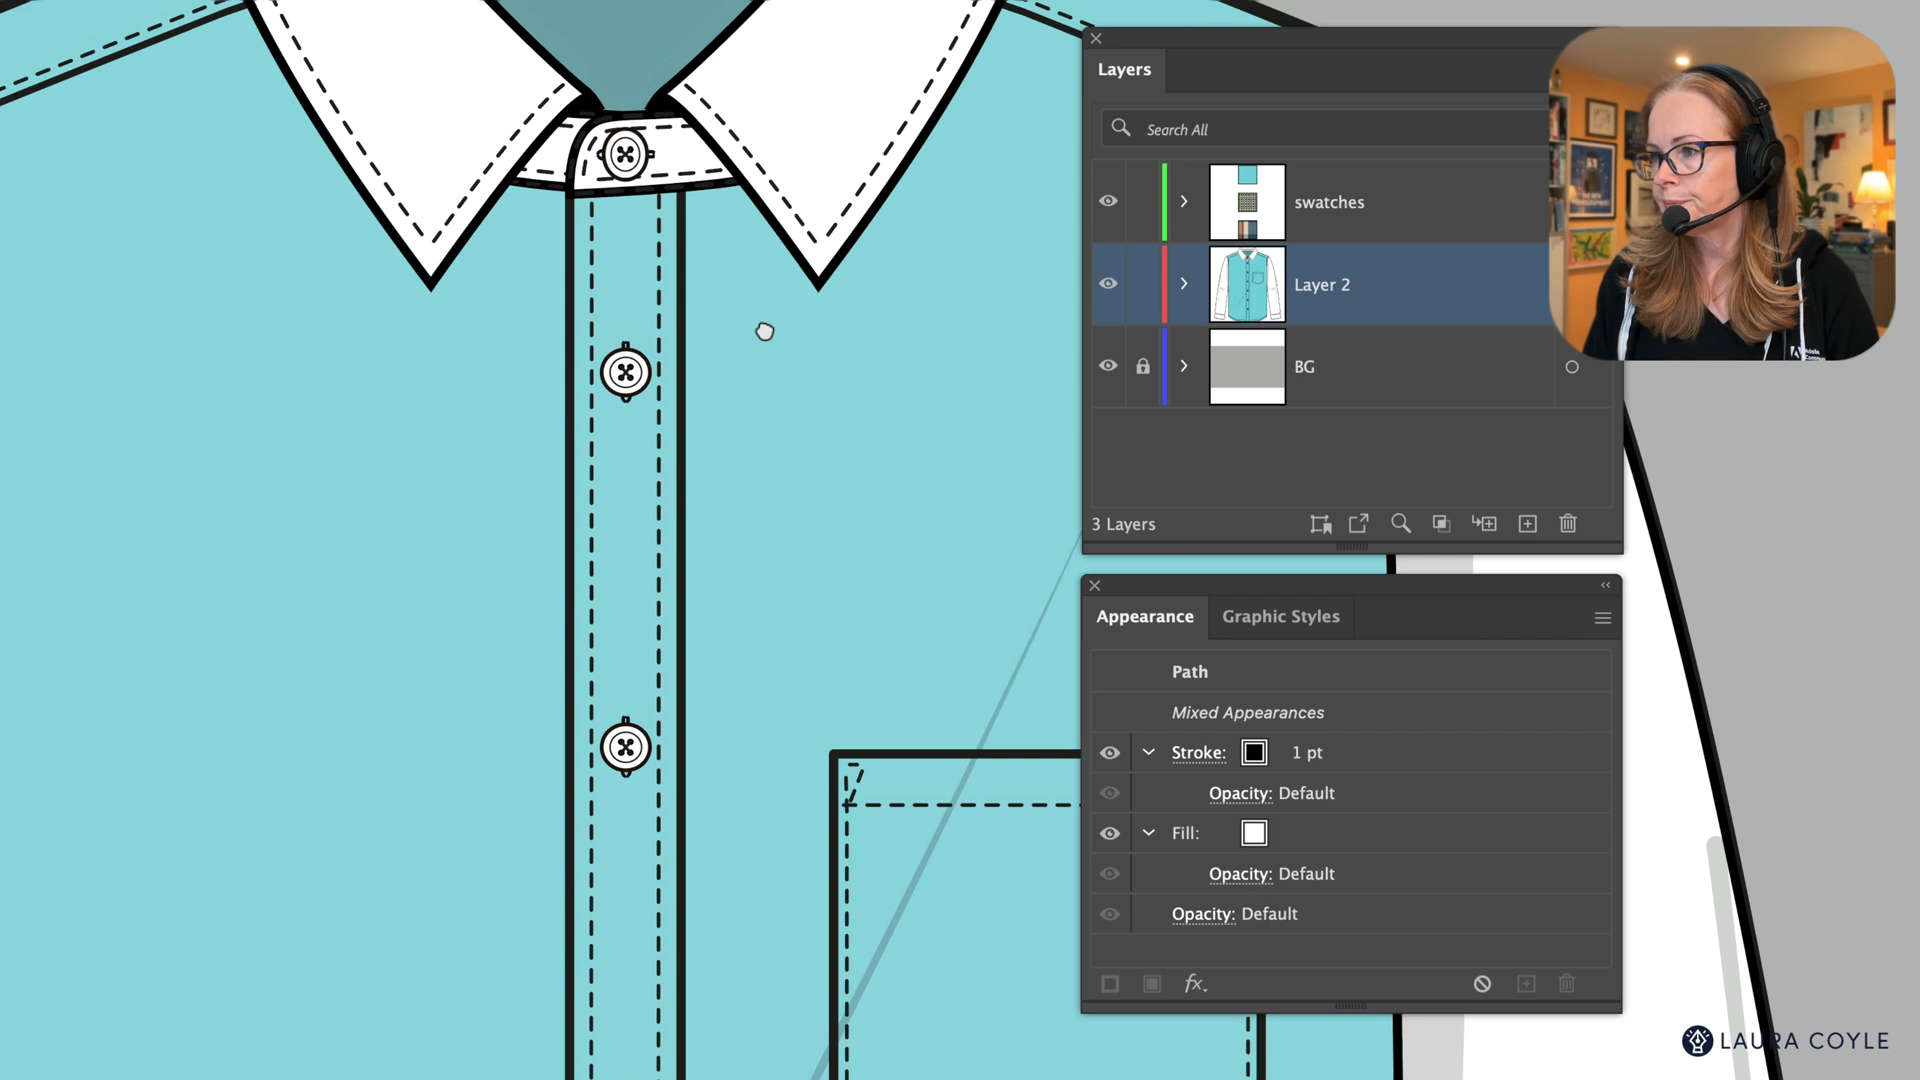 Layers
Search All
swatches
Layer 2
BG
3 Layers
Appearance
Graphic Styles
Path
Mixed Appearances
Stroke:
1 pt
Opacity: Default
Fill:
Opacity: Default
Opacity: Default
fx
LAURA COYLE